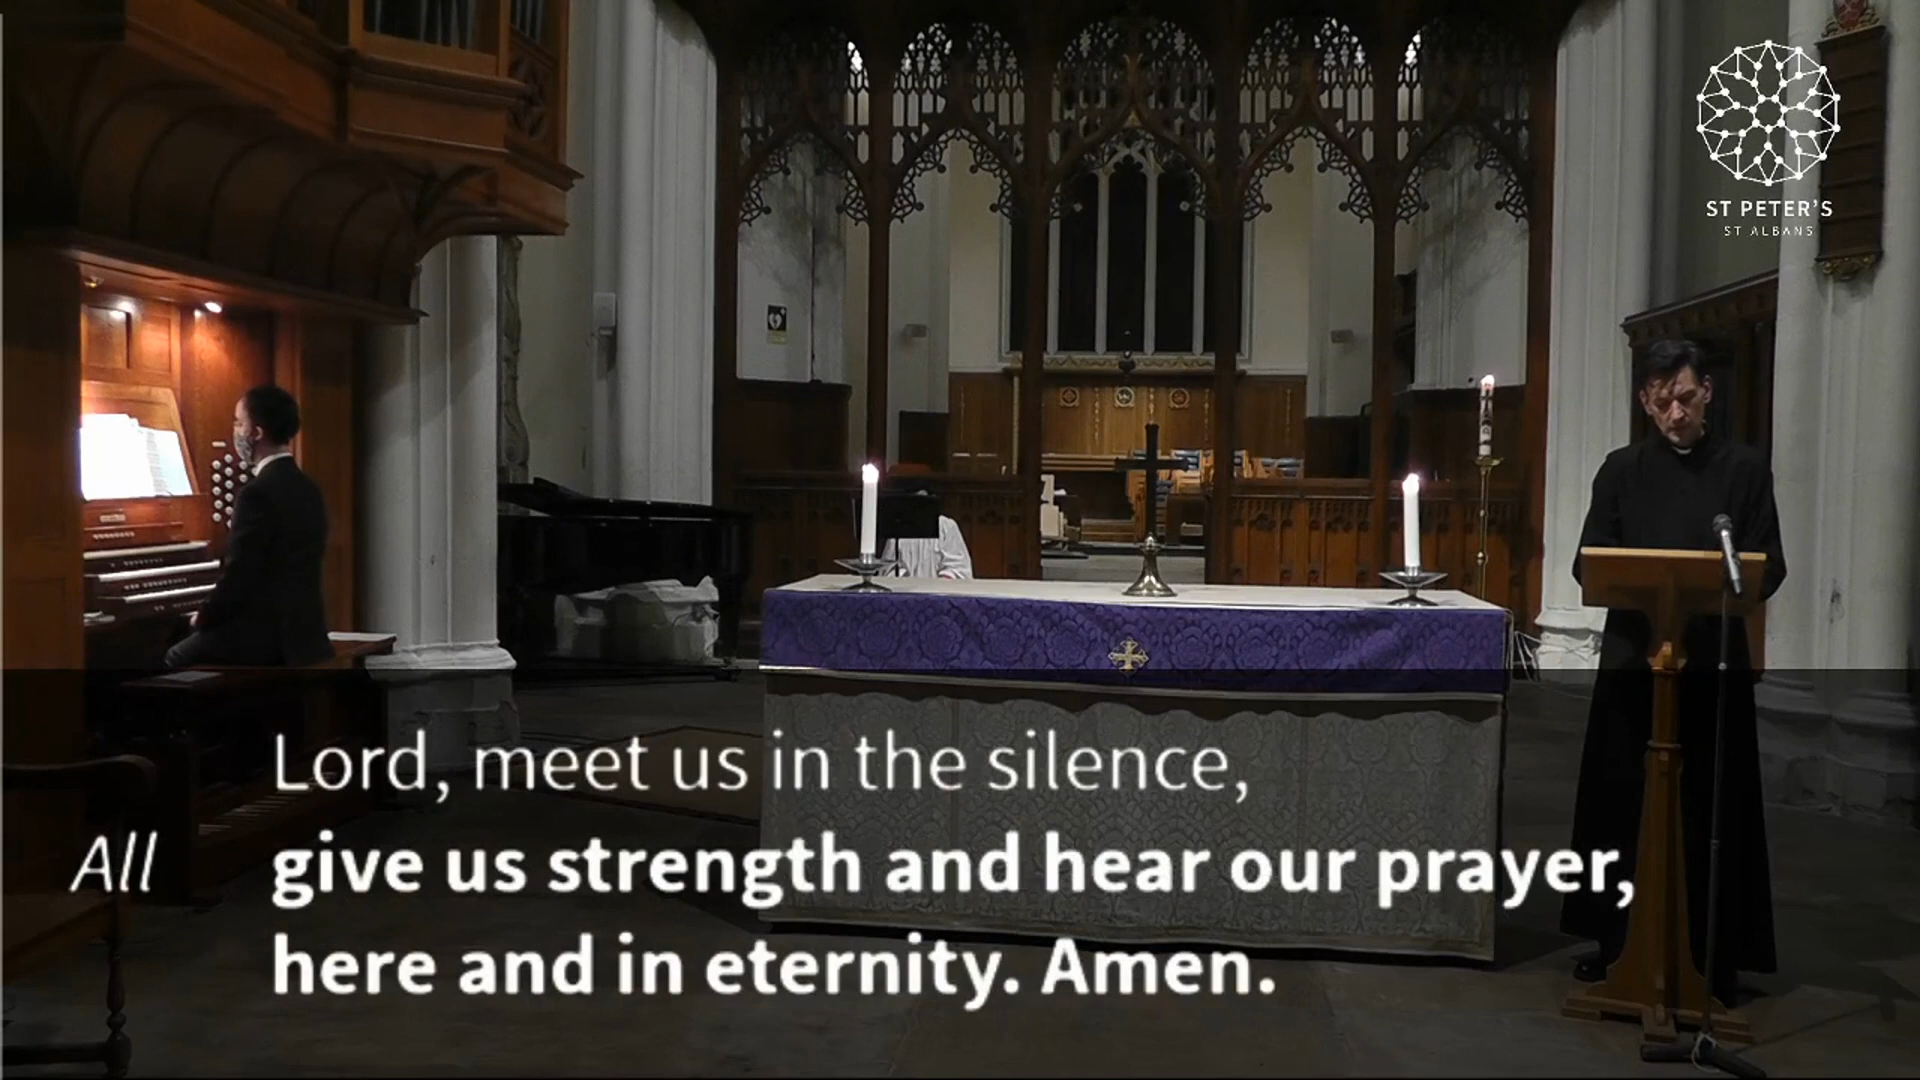 ST PETER'S
ST ALBANS
Lord, meet us in the silence,
All give us strength and hear our prayer,
here and in eternity. Amen.